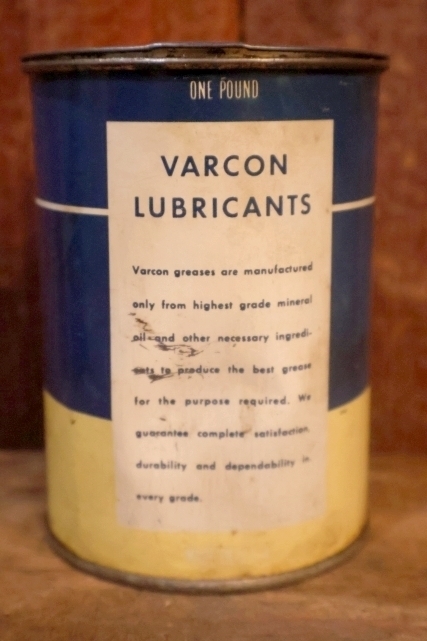 ONE POUND
VARCON
LUBRICANTS
Varcon greases are manufactured
only from highest grade mineral
oil and other necessary ingredi-
ents to produce the best grease
for the purpose required. We
guarantee complete satisfaction,
durability and dependability in
every grade.